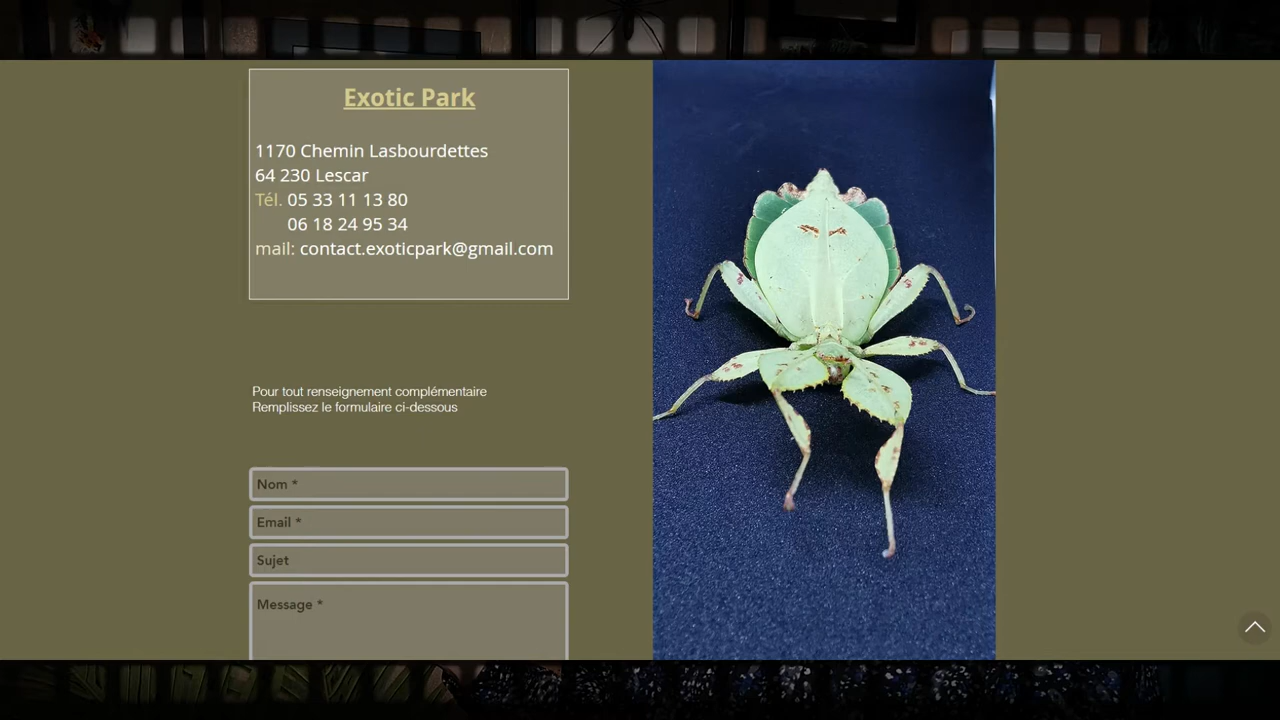 Exotic Park
1170 Chemin Lasbourdettes
64 230 Lescar
Tél. 05 33 11 13 80
06 18 24 95 34
mail: contact.exoticpark@gmail.com
Pour tout renseignement complémentaire
Remplissez le formulaire ci-dessous
Nom *
Email *
Sujet
Message *